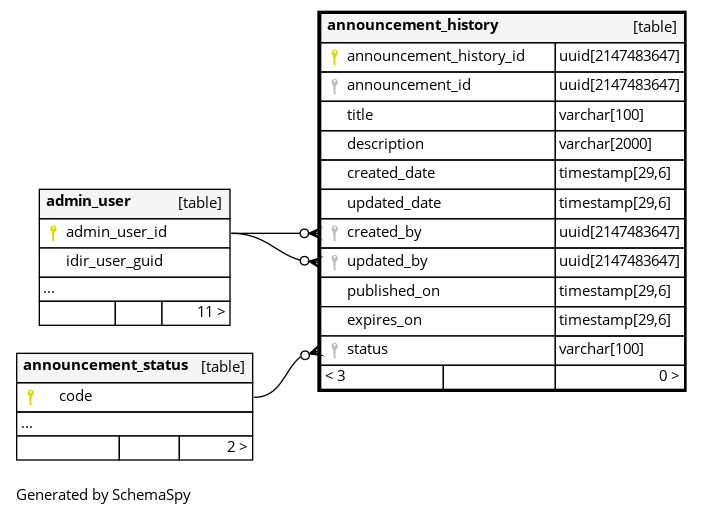 announcement_history [table]
announcement_history_id uuid[2147483647]
announcement_id uuid[2147483647]
title varchar[100]
description varchar[2000]
created_date timestamp[29,6]
updated_date timestamp[29,6]
created_by uuid[2147483647]
updated_by uuid[2147483647]
published_on timestamp[29,6]
expires_on timestamp[29,6]
status varchar[100]
< 3 0 >
admin_user [table]
admin_user_id
idir_user_guid
...
11 >
announcement_status [table]
code
...
2 >
Generated by SchemaSpy